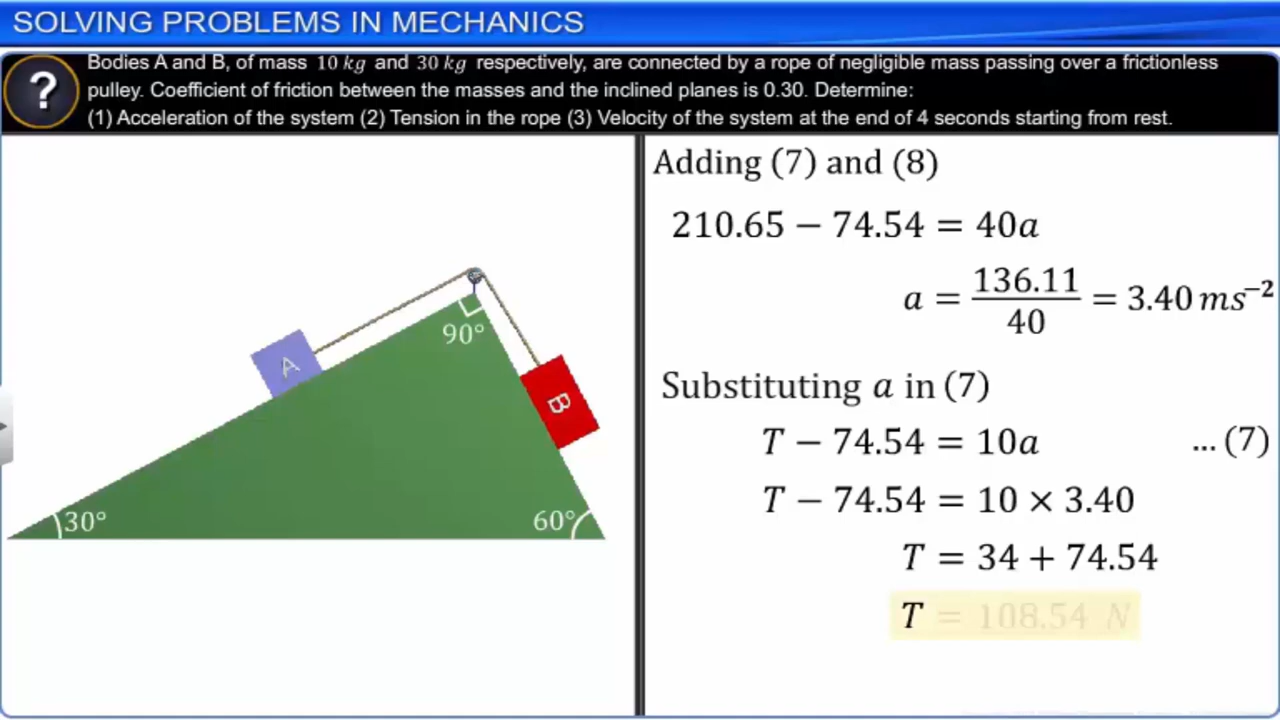 SOLVING PROBLEMS IN MECHANICS
?
Bodies A and B, of mass 10 kg and 30 kg respectively, are connected by a rope of negligible mass passing over a frictionless
pulley. Coefficient of friction between the masses and the inclined planes is 0.30. Determine:
(1) Acceleration of the system (2) Tension in the rope (3) Velocity of the system at the end of 4 seconds starting from rest.
A
90°
B
30°
60°
Adding (7) and (8)
210.65 − 74.54 = 40a
a = 136.11/40 = 3.40 ms⁻²
Substituting a in (7)
T − 74.54 = 10a ... (7)
T − 74.54 = 10 × 3.40
T = 34 + 74.54
T = 108.54 N